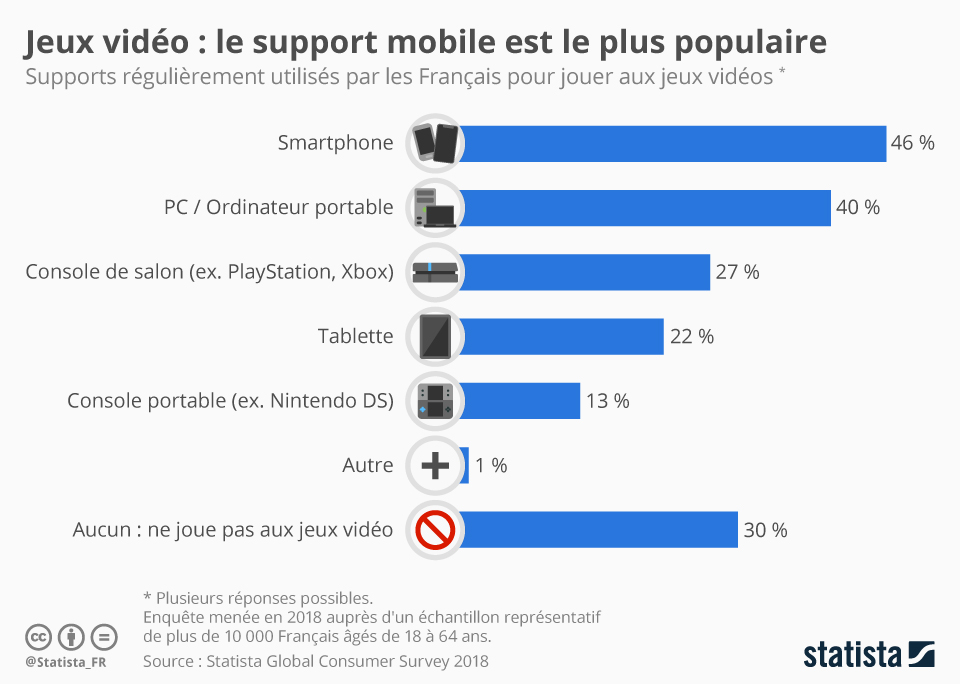 Jeux vidéo : le support mobile est le plus populaire
Supports régulièrement utilisés par les Français pour jouer aux jeux vidéos *
Smartphone 46 %
PC / Ordinateur portable 40 %
Console de salon (ex. PlayStation, Xbox) 27 %
Tablette 22 %
Console portable (ex. Nintendo DS) 13 %
Autre 1 %
Aucun : ne joue pas aux jeux vidéo 30 %
* Plusieurs réponses possibles.
Enquête menée en 2018 auprès d'un échantillon représentatif
de plus de 10 000 Français âgés de 18 à 64 ans.
Source : Statista Global Consumer Survey 2018
cc
@Statista_FR
statista